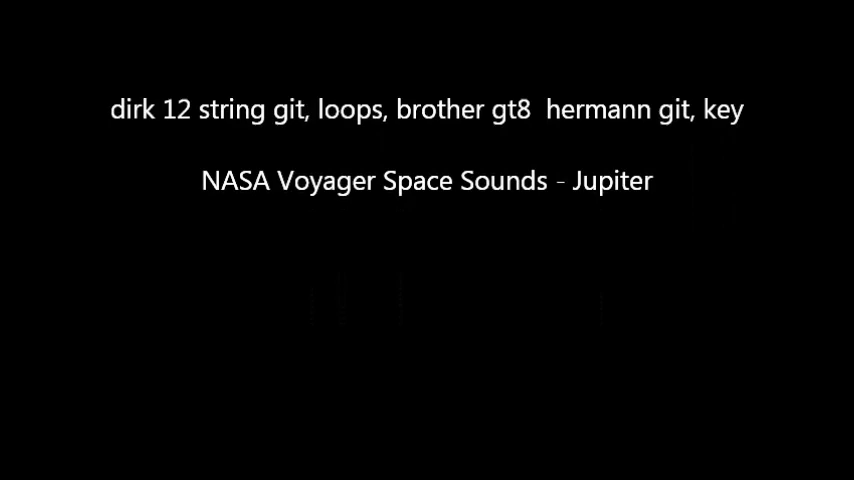 dirk 12 string git, loops, brother gt8  hermann git, key
NASA Voyager Space Sounds - Jupiter